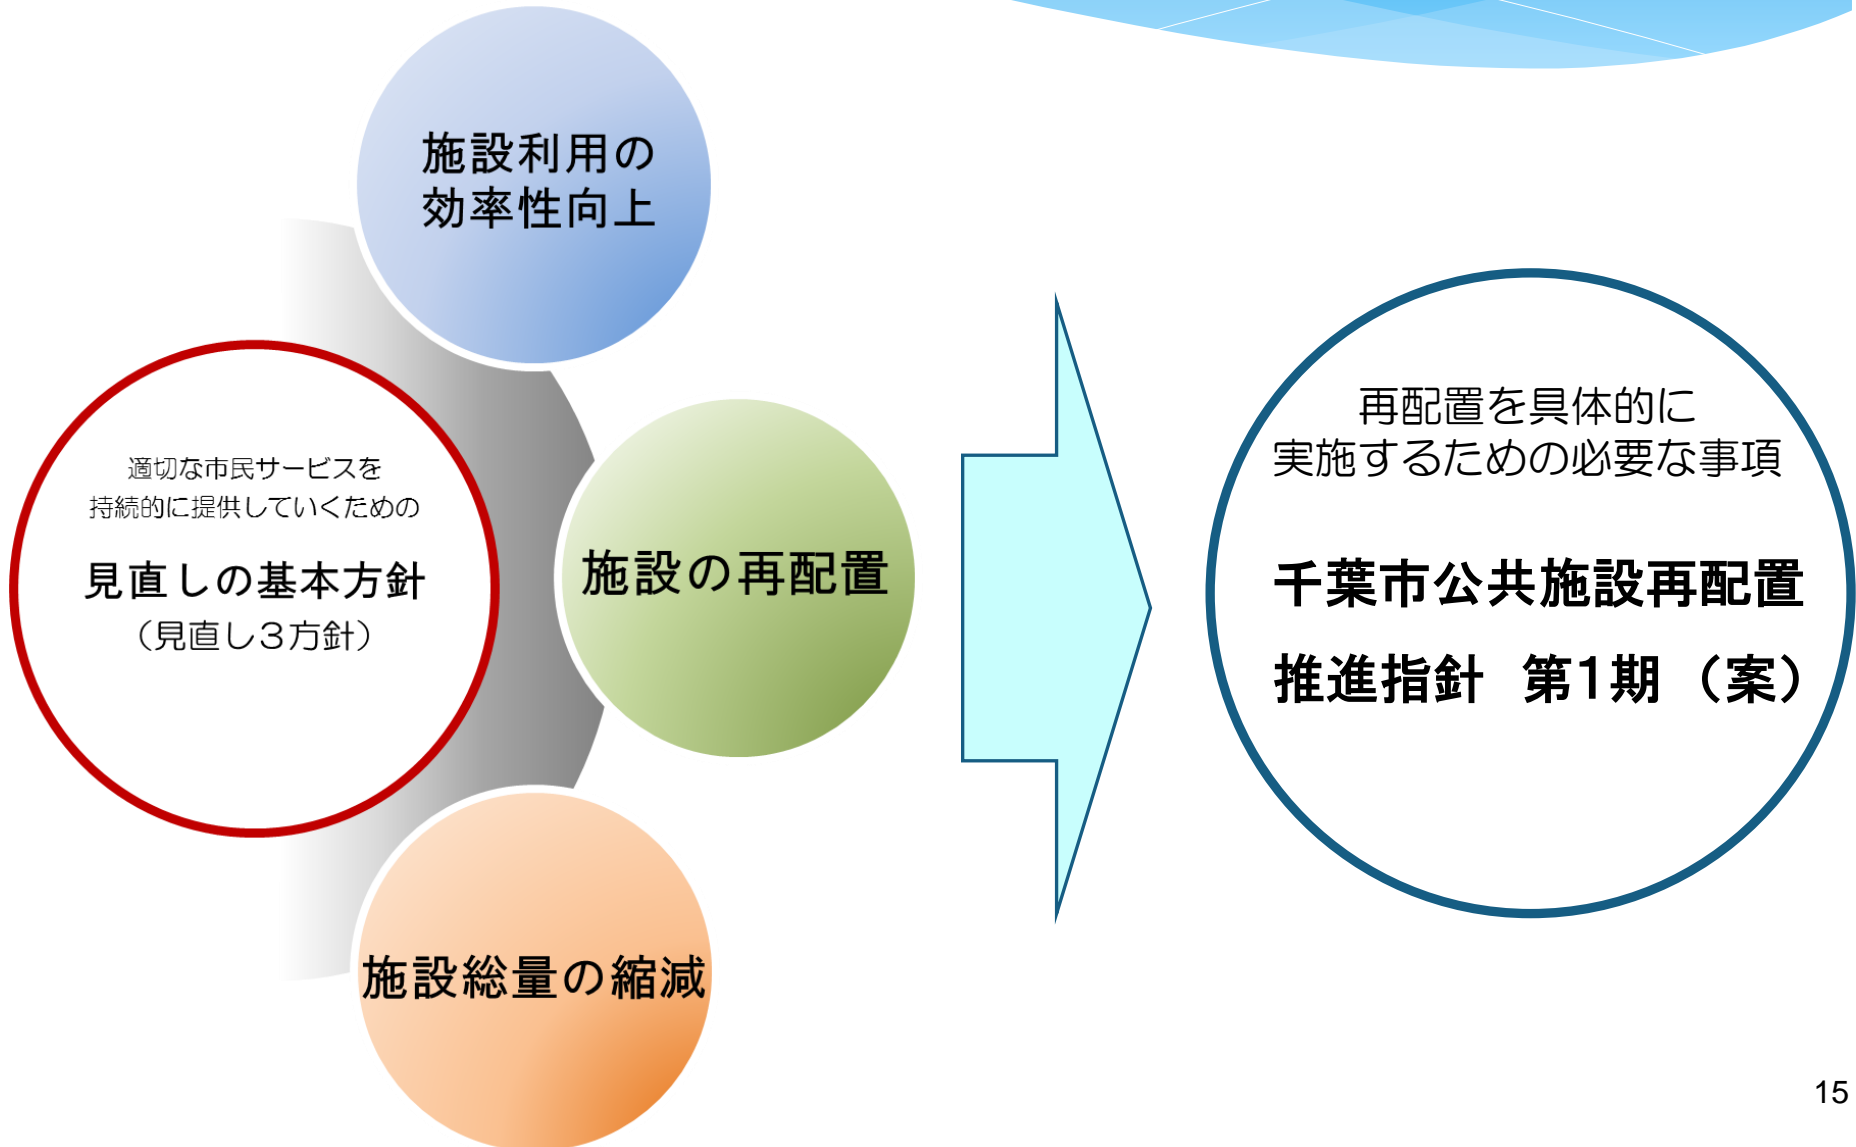 施設利用の
効率性向上
適切な市民サービスを
持続的に提供していくための
見直しの基本方針
（見直し３方針）
施設の再配置
施設総量の縮減
再配置を具体的に
実施するための必要な事項
千葉市公共施設再配置
推進指針　第1期（案）
15